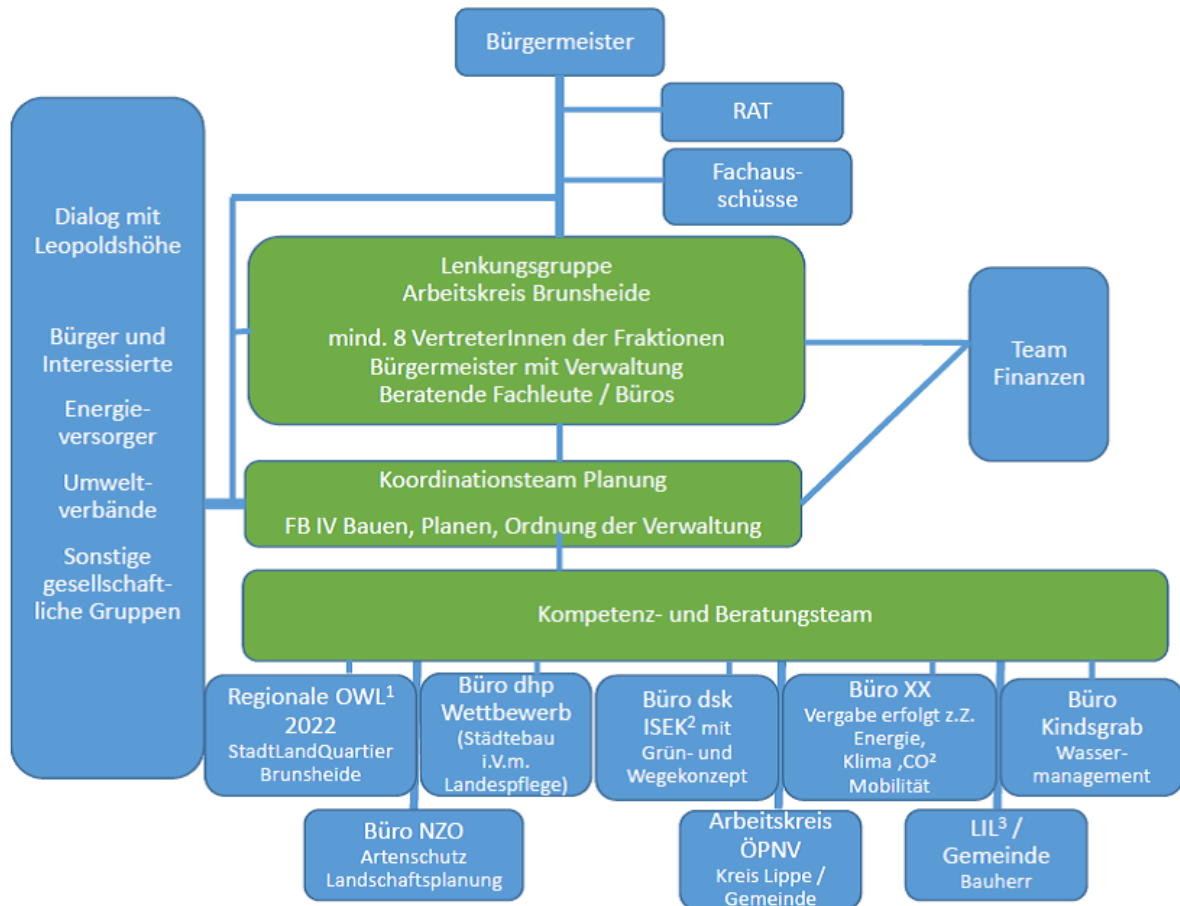 Bürgermeister
RAT
Fachaus-
schüsse
Dialog mit
Leopoldshöhe
Bürger und
Interessierte
Energie-
versorger
Umwelt-
verbände
Sonstige
gesellschaft-
liche Gruppen
Lenkungsgruppe
Arbeitskreis Brunsheide
mind. 8 VertreterInnen der Fraktionen
Bürgermeister mit Verwaltung
Beratende Fachleute / Büros
Team
Finanzen
Koordinationsteam Planung
FB IV Bauen, Planen, Ordnung der Verwaltung
Kompetenz- und Beratungsteam
Regionale OWL¹
2022
StadtLandQuartier
Brunsheide
Büro dhp
Wettbewerb
(Städtebau
i.V.m.
Landespflege)
Büro dsk
ISEK² mit
Grün- und
Wegekonzept
Büro XX
Vergabe erfolgt z.Z.
Energie,
Klima ,CO²
Mobilität
Büro
Kindsgrab
Wasser-
management
Büro NZO
Artenschutz
Landschaftsplanung
Arbeitskreis
ÖPNV
Kreis Lippe /
Gemeinde
LIL³ /
Gemeinde
Bauherr